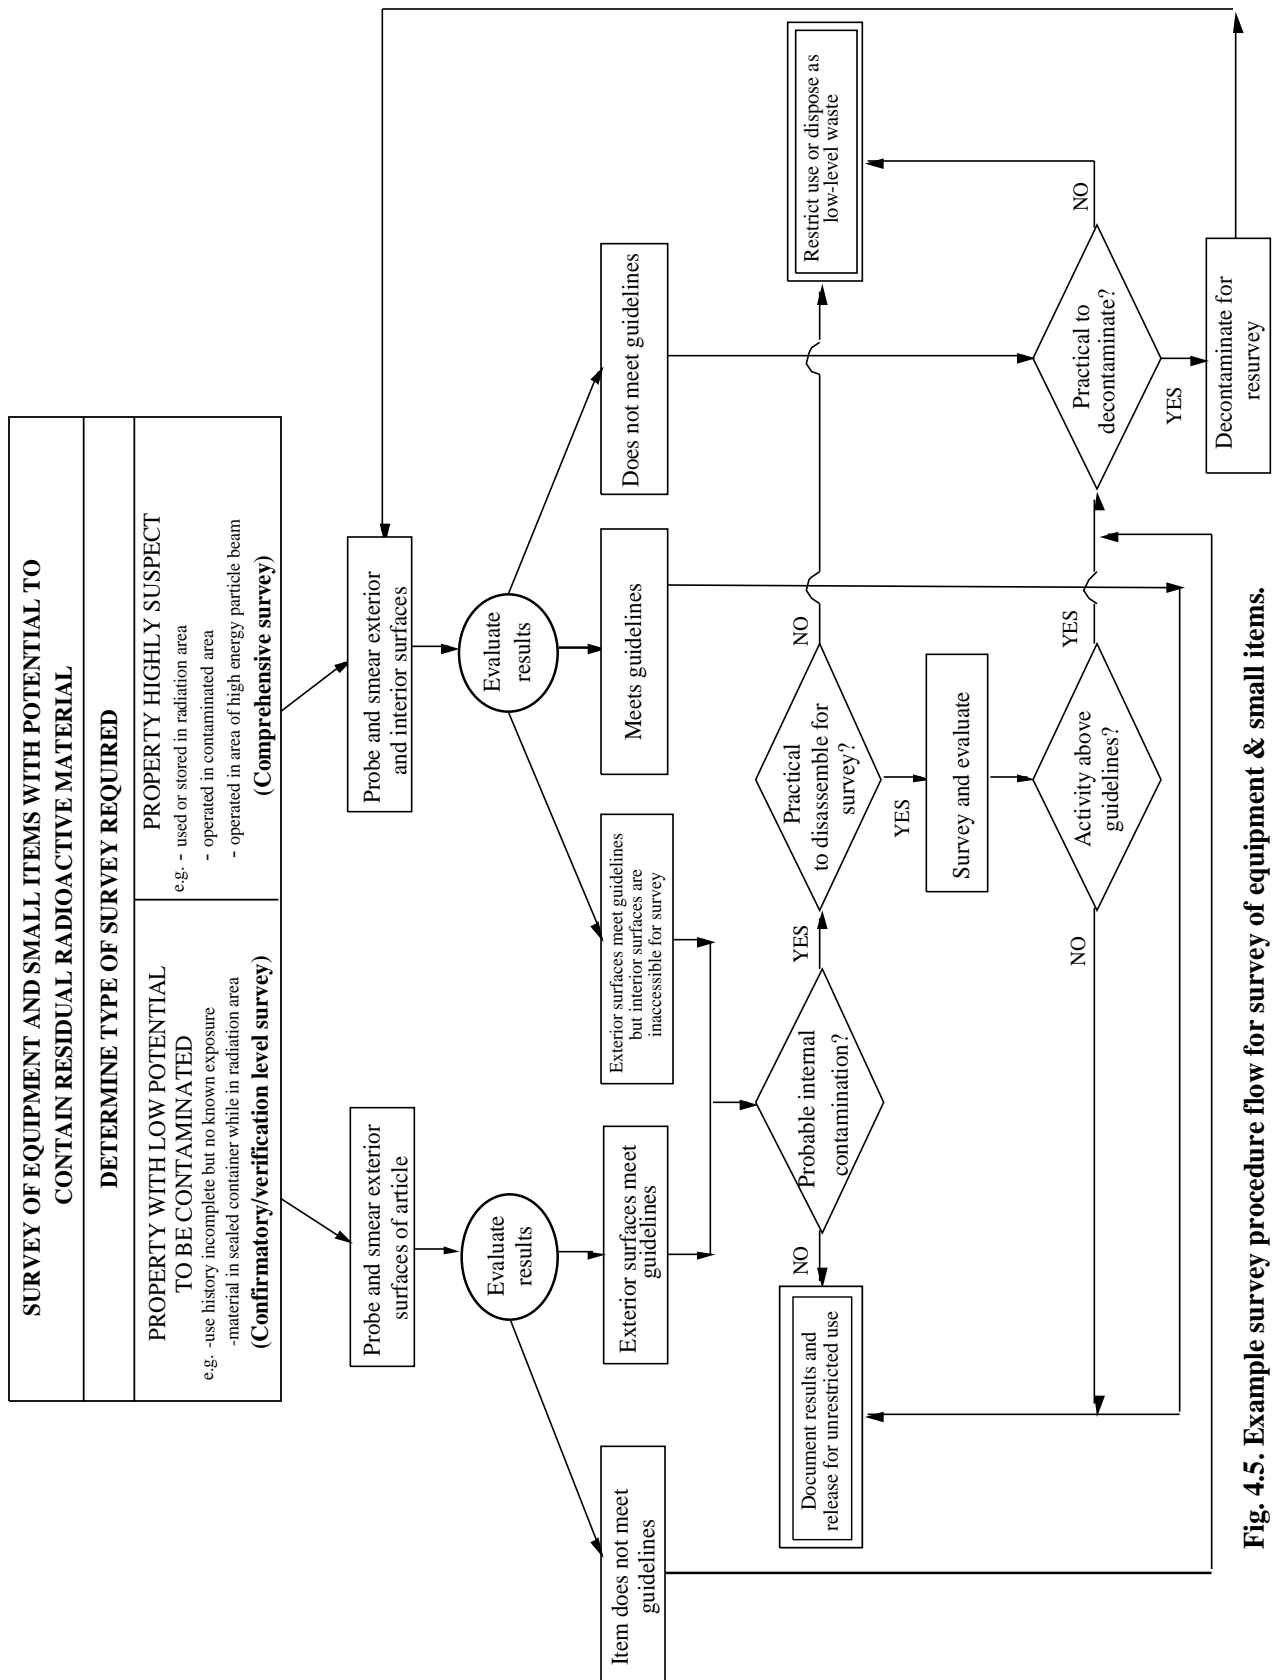 SURVEY OF EQUIPMENT AND SMALL ITEMS WITH POTENTIAL TO
CONTAIN RESIDUAL RADIOACTIVE MATERIAL
DETERMINE TYPE OF SURVEY REQUIRED
PROPERTY WITH LOW POTENTIAL
TO BE CONTAMINATED
e.g. -use history incomplete but no known exposure
-material in sealed container while in radiation area
(Confirmatory/verification level survey)
PROPERTY HIGHLY SUSPECT
e.g. - used or stored in radiation area
- operated in contaminated area
- operated in area of high energy particle beam
(Comprehensive survey)
Probe and smear exterior
surfaces of article
Probe and smear exterior
and interior surfaces
Evaluate
results
Evaluate
results
Item does not meet
guidelines
Exterior surfaces meet
guidelines
Exterior surfaces meet guidelines
but interior surfaces are
inaccessible for survey
Meets guidelines
Does not meet guidelines
Document results and
release for unrestricted use
NO
Probable internal
contamination?
YES
Practical
to disassemble for
survey?
NO
Restrict use or dispose as
low-level waste
YES
Survey and evaluate
NO
Activity above
guidelines?
YES
Practical to
decontaminate?
NO
YES
Decontaminate for
resurvey
Fig. 4.5. Example survey procedure flow for survey of equipment & small items.